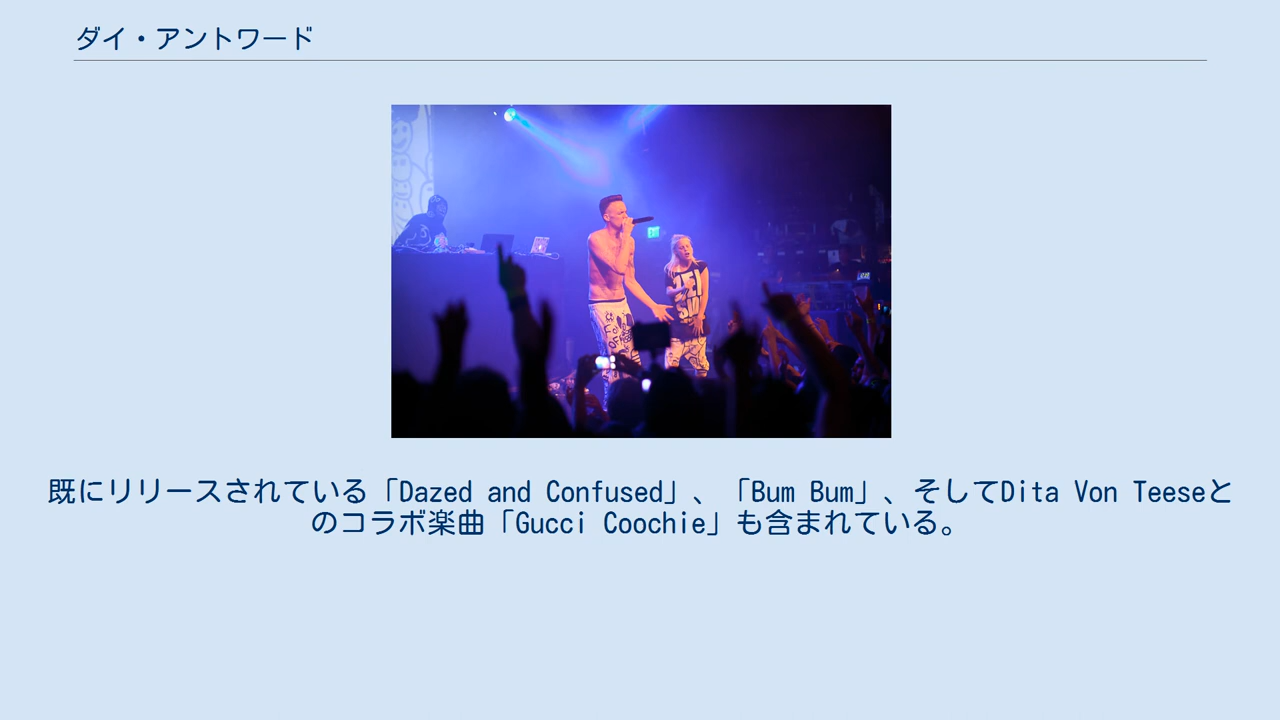 ダイ・アントワード
既にリリースされている「Dazed and Confused」、「Bum Bum」、そしてDita Von Teeseと
のコラボ楽曲「Gucci Coochie」も含まれている。